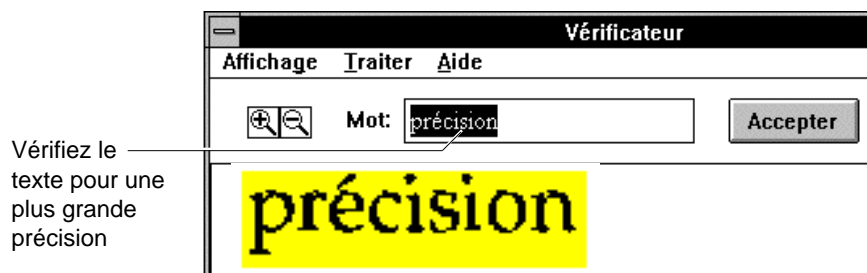 Vérificateur
Affichage Traiter Aide
Mot: précision Accepter
Vérifiez le
texte pour une
plus grande
précision
précision